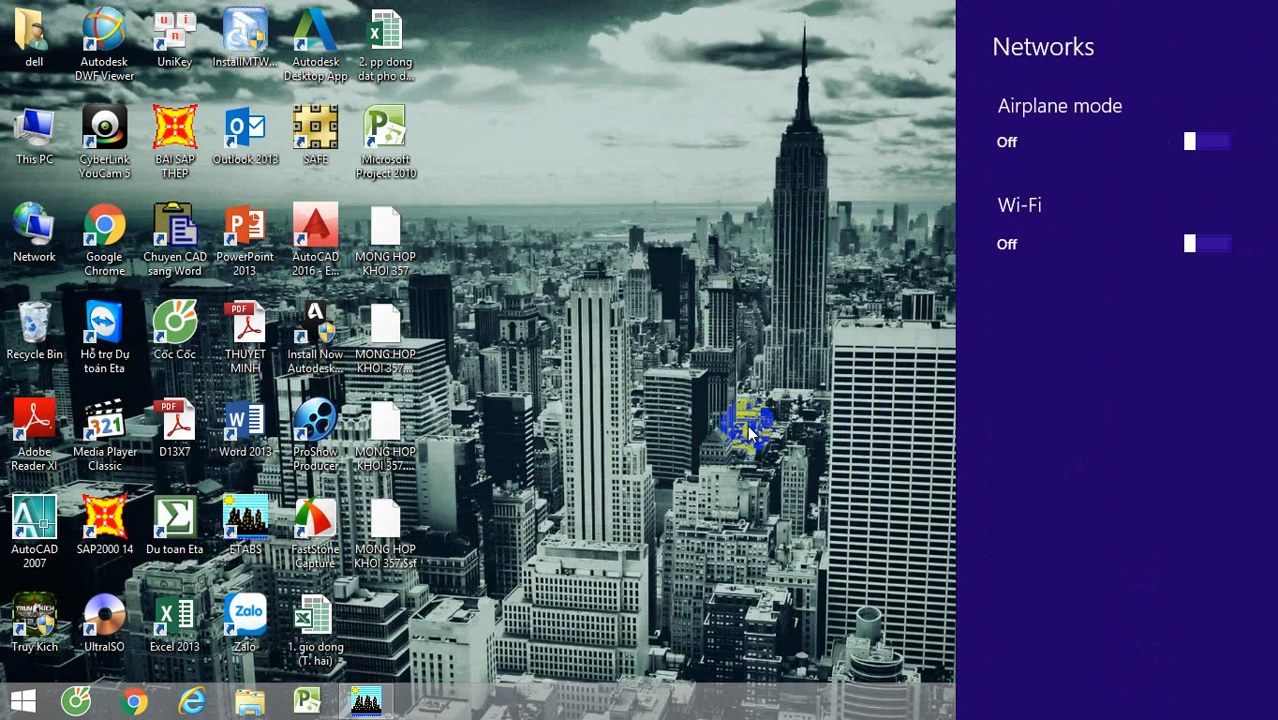 dell
Autodesk
DWF Viewer
UniKey
InstallMTW...
Autodesk
Desktop App
2. pp dong
dat pho d...
This PC
CyberLink
YouCam 5
BAI SAP
THEP
Outlook 2013
SAFE
Microsoft
Project 2010
Network
Google
Chrome
Chuyen CAD
sang Word
PowerPoint
2013
AutoCAD
2016 - E...
MONG HOP
KHOI 357
Recycle Bin
Hỗ trợ Dự
toán Eta
Cốc Cốc
THUYET
MINH
Install Now
Autodesk...
MONG HOP
KHOI 357....
Adobe
Reader XI
Media Player
Classic
D13X7
Word 2013
ProShow
Producer
MONG HOP
KHOI 357....
AutoCAD
2007
SAP2000 14
Du toan Eta
ETABS
FastStone
Capture
MONG HOP
KHOI 357.Ssf
Truy Kich
UltraISO
Excel 2013
Zalo
1. gio dong
(T. hai)
Networks
Airplane mode
Off
Wi-Fi
Off